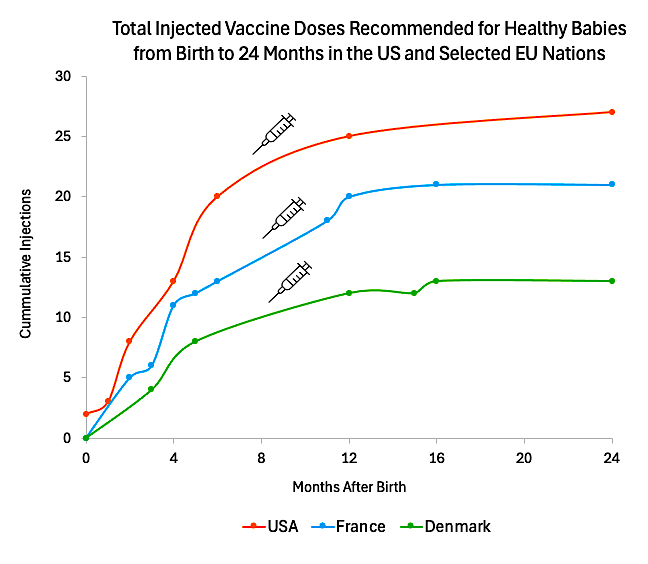 Total Injected Vaccine Doses Recommended for Healthy Babies
from Birth to 24 Months in the US and Selected EU Nations
30
25
20
15
10
5
0
Cummulative Injections
0 4 8 12 16 20 24
Months After Birth
USA France Denmark